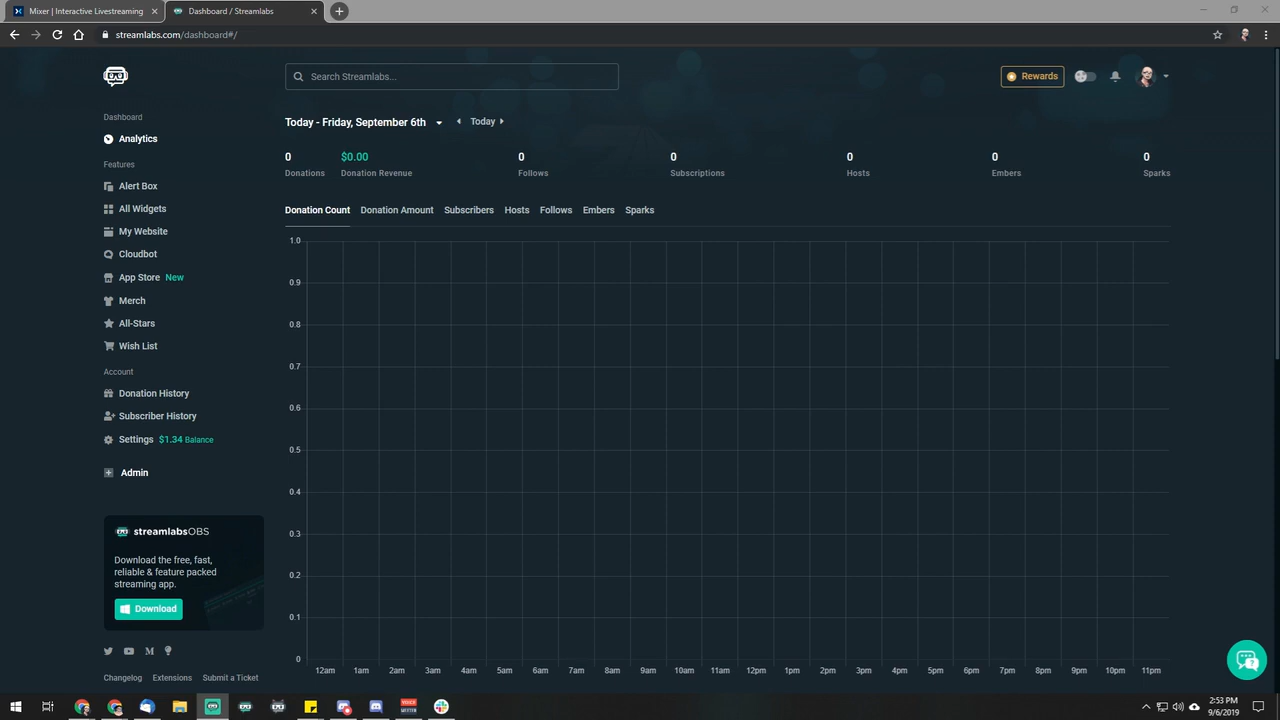 Mixer | Interactive Livestreaming
Dashboard / Streamlabs
streamlabs.com/dashboard#/
Search Streamlabs...
Rewards
Dashboard
Analytics
Features
Alert Box
All Widgets
My Website
Cloudbot
App Store New
Merch
All-Stars
Wish List
Account
Donation History
Subscriber History
Settings $1.34 Balance
Admin
streamlabs OBS
Download the free, fast,
reliable & feature packed
streaming app.
Download
Changelog Extensions Submit a Ticket
Today - Friday, September 6th Today
0 $0.00 0 0 0 0 0
Donations Donation Revenue Follows Subscriptions Hosts Embers Sparks
Donation Count Donation Amount Subscribers Hosts Follows Embers Sparks
1.0
0.9
0.8
0.7
0.6
0.5
0.4
0.3
0.2
0.1
0
12am 1am 2am 3am 4am 5am 6am 7am 8am 9am 10am 11am 12pm 1pm 2pm 3pm 4pm 5pm 6pm 7pm 8pm 9pm 10pm 11pm
2:53 PM
9/6/2019